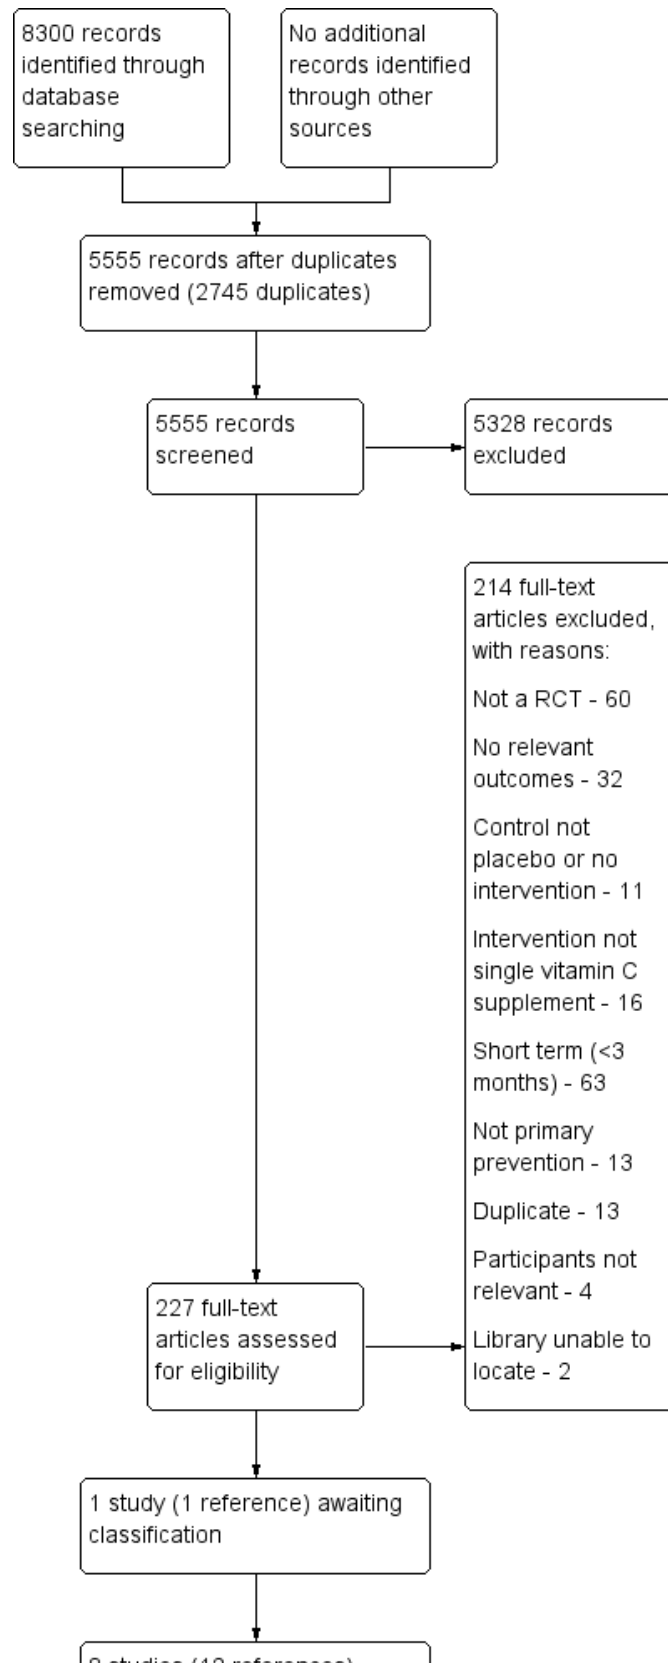 8300 records
identified through
database
searching
No additional
records identified
through other
sources
5555 records after duplicates
removed (2745 duplicates)
5555 records
screened
5328 records
excluded
214 full-text
articles excluded,
with reasons:
Not a RCT - 60
No relevant
outcomes - 32
Control not
placebo or no
intervention - 11
Intervention not
single vitamin C
supplement - 16
Short term (<3
months) - 63
Not primary
prevention - 13
Duplicate - 13
Participants not
relevant - 4
Library unable to
locate - 2
227 full-text
articles assessed
for eligibility
1 study (1 reference) awaiting
classification
studies (12 references)